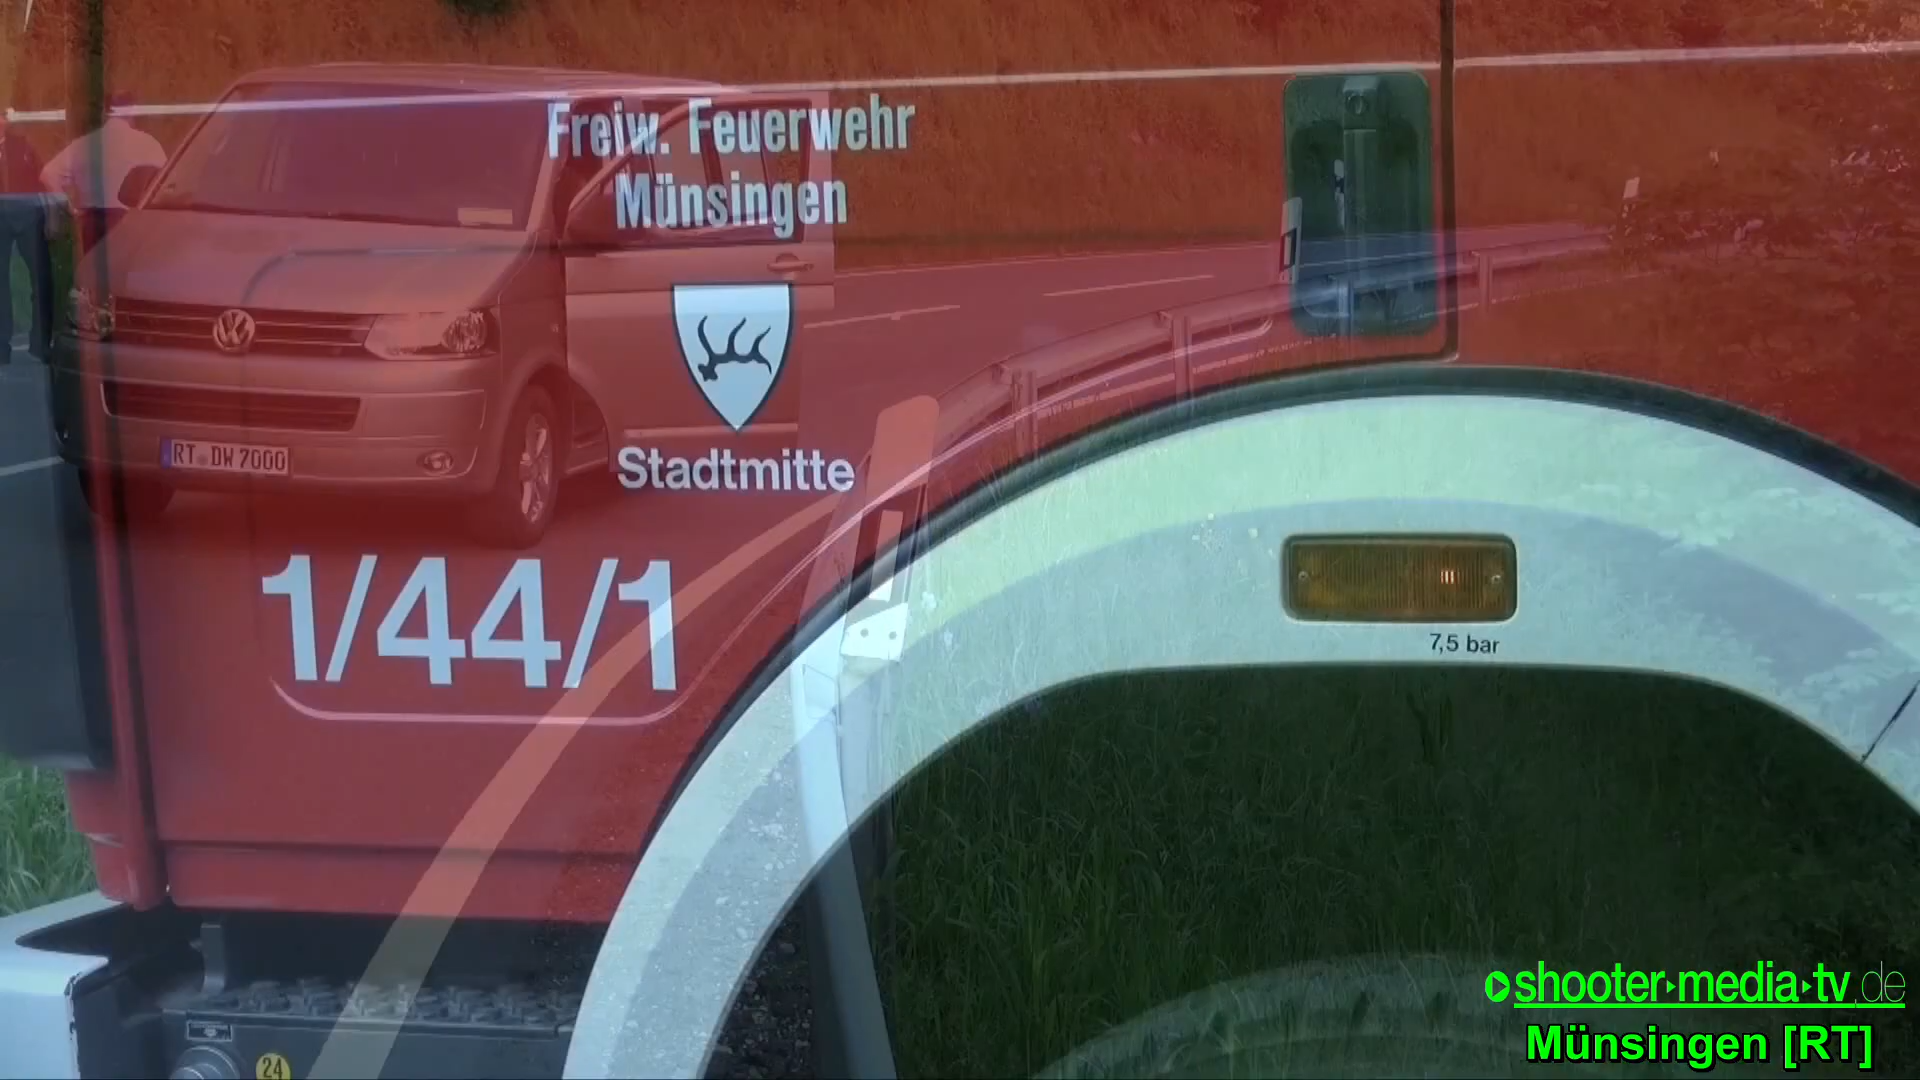 Freiw. Feuerwehr
Münsingen
Stadtmitte
RT DW 7000
1/44/1
7,5 bar
24
shooter-media-tv.de
Münsingen [RT]